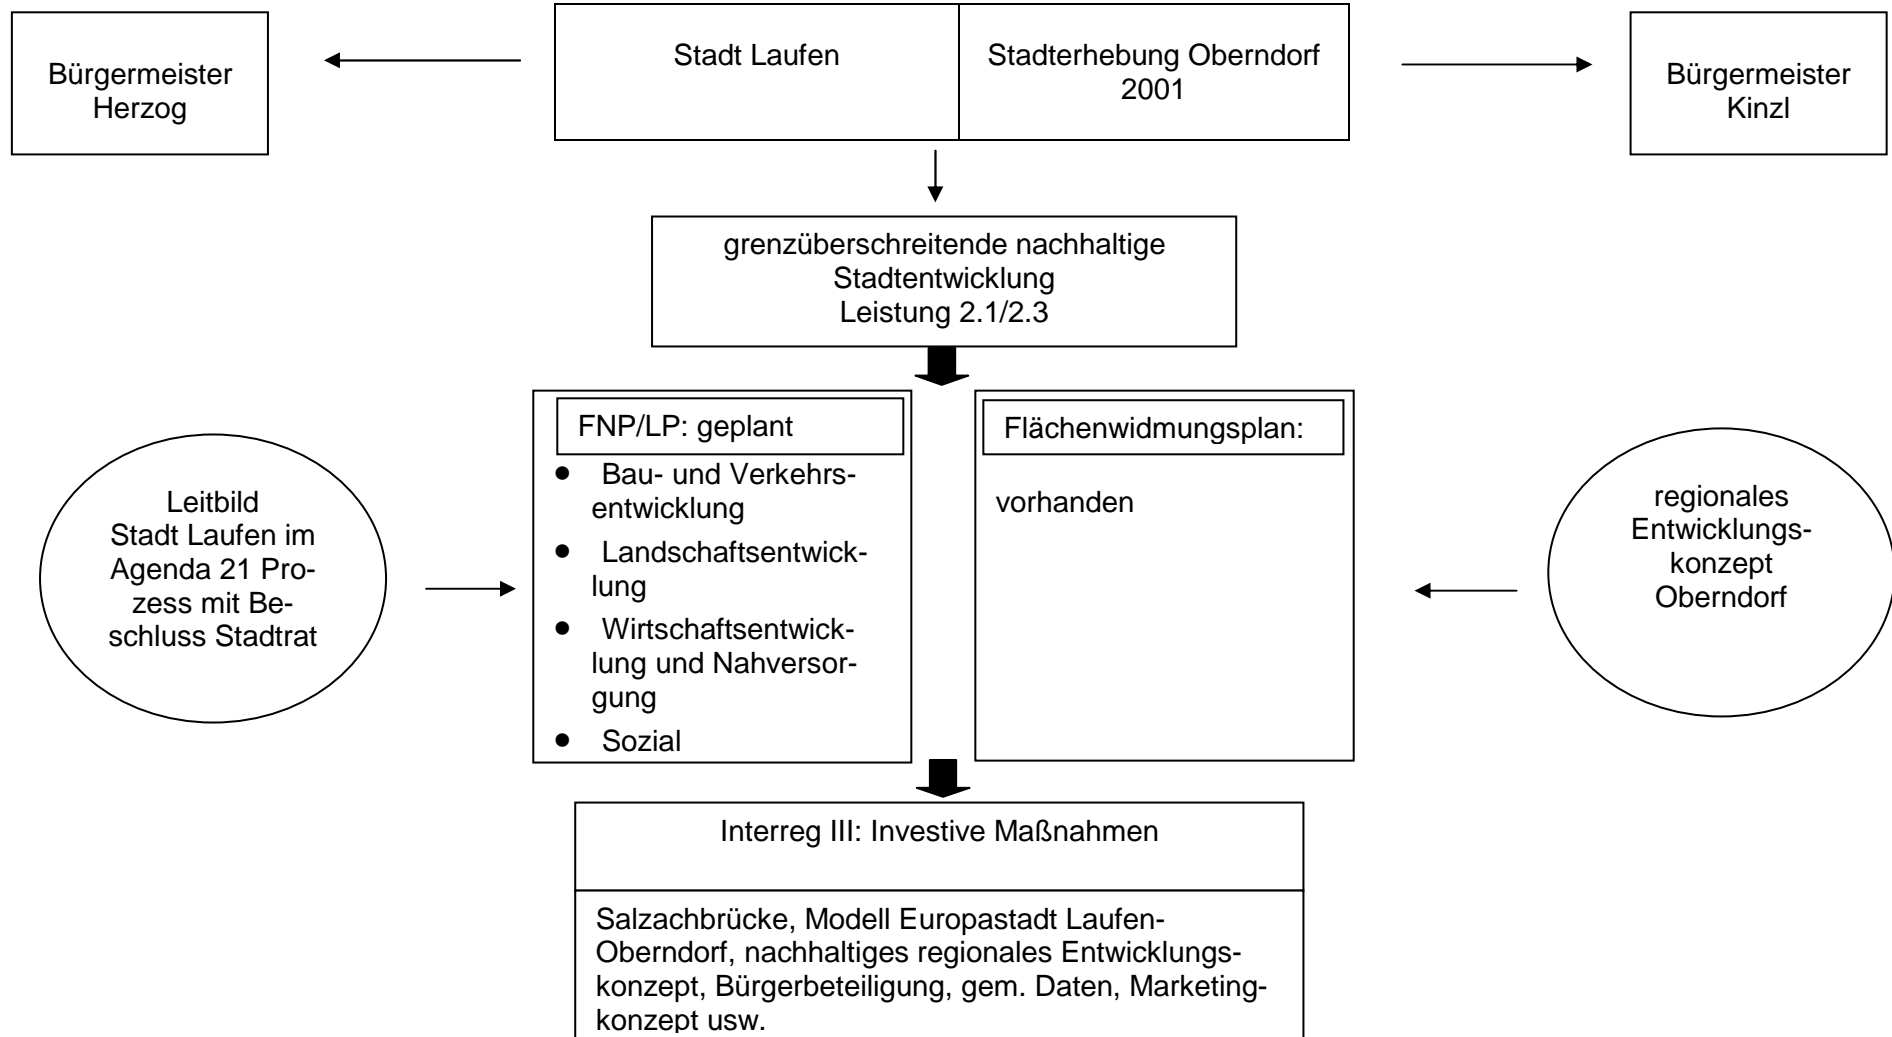 Bürgermeister
Herzog
Stadt Laufen
Stadterhebung Oberndorf
2001
Bürgermeister
Kinzl
grenzüberschreitende nachhaltige
Stadtentwicklung
Leistung 2.1/2.3
Leitbild
Stadt Laufen im
Agenda 21 Pro-
zess mit Be-
schluss Stadtrat
FNP/LP: geplant
• Bau- und Verkehrs-
entwicklung
• Landschaftsentwick-
lung
• Wirtschaftsentwick-
lung und Nahversor-
gung
• Sozial
Flächenwidmungsplan:
vorhanden
regionales
Entwicklungs-
konzept
Oberndorf
Interreg III: Investive Maßnahmen
Salzachbrücke, Modell Europastadt Laufen-
Oberndorf, nachhaltiges regionales Entwicklungs-
konzept, Bürgerbeteiligung, gem. Daten, Marketing-
konzept usw.